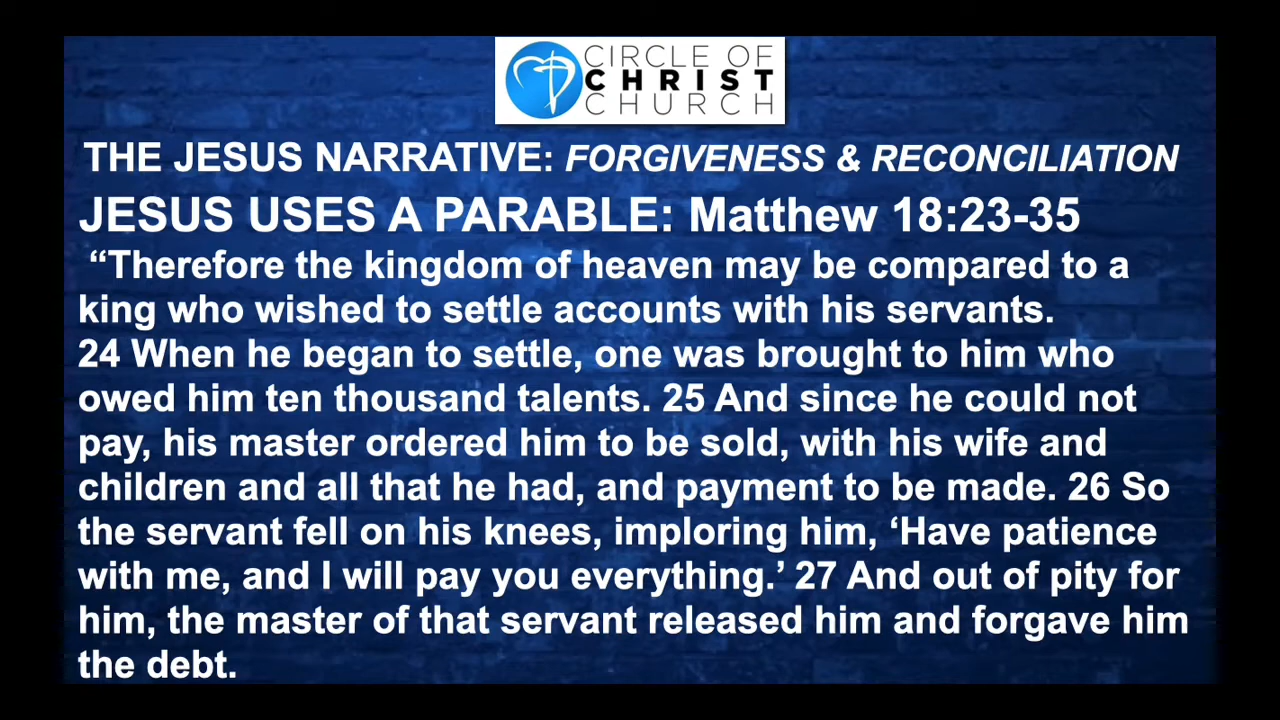 CIRCLE OF
CHRIST
CHURCH
THE JESUS NARRATIVE: FORGIVENESS & RECONCILIATION
JESUS USES A PARABLE: Matthew 18:23-35
“Therefore the kingdom of heaven may be compared to a
king who wished to settle accounts with his servants.
24 When he began to settle, one was brought to him who
owed him ten thousand talents. 25 And since he could not
pay, his master ordered him to be sold, with his wife and
children and all that he had, and payment to be made. 26 So
the servant fell on his knees, imploring him, ‘Have patience
with me, and I will pay you everything.’ 27 And out of pity for
him, the master of that servant released him and forgave him
the debt.